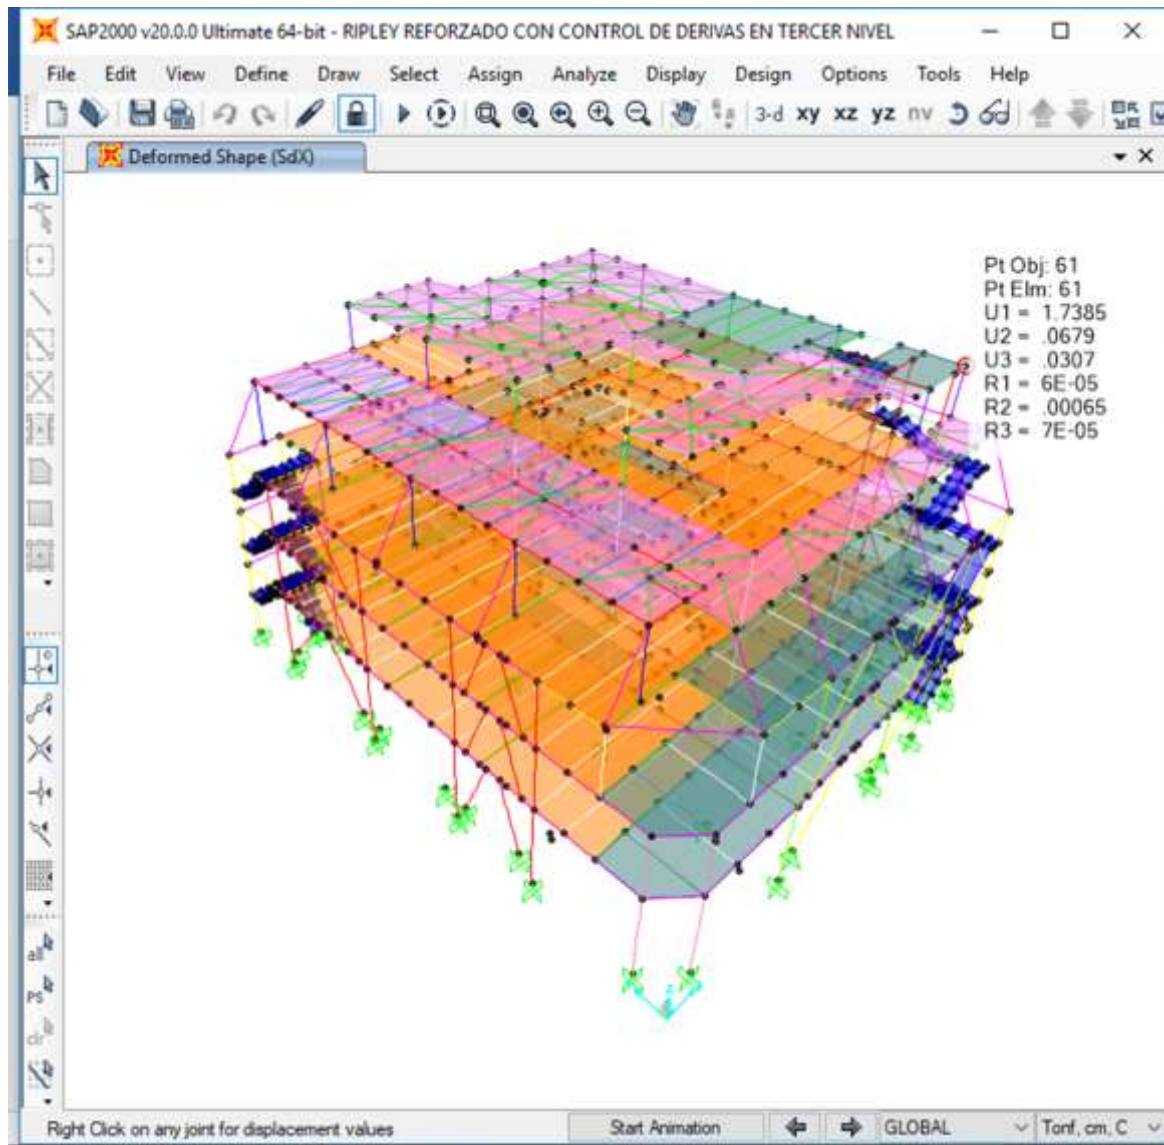 SAP2000 v20.0.0 Ultimate 64-bit - RIPLEY REFORZADO CON CONTROL DE DERIVAS EN TERCER NIVEL
File Edit View Define Draw Select Assign Analyze Display Design Options Tools Help
3-d xy xz yz nv
Deformed Shape (SdX)
Pt Obj: 61
Pt Elm: 61
U1 = 1.7385
U2 = .0679
U3 = .0307
R1 = 6E-05
R2 = .00065
R3 = 7E-05
all
PS
clr
Right Click on any joint for displacement values
Start Animation
GLOBAL
Tonf, cm, C